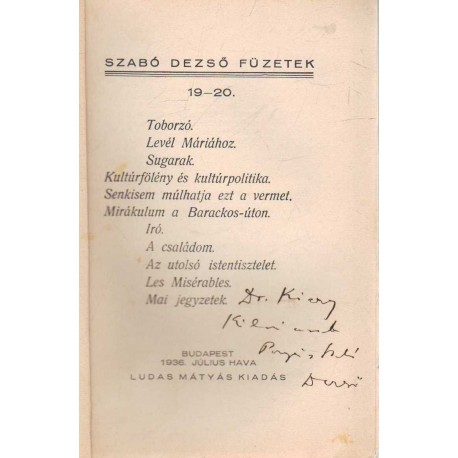 SZABÓ DEZSŐ FÜZETEK
19—20.
Toborzó.
Levél Máriához.
Sugarak.
Kultúrfölény és kultúrpolitika.
Senkisem múlhatja ezt a vermet,
Mirákulum a Barackos-úton.
Iró.
A családom.
Az utolsó istentisztelet.
Les Misérables.
Mai jegyzetek.
Dr.
Dezső
BUDAPEST
1936. JÚLIUS HAVA
LUDAS MÁTYÁS KIADÁS